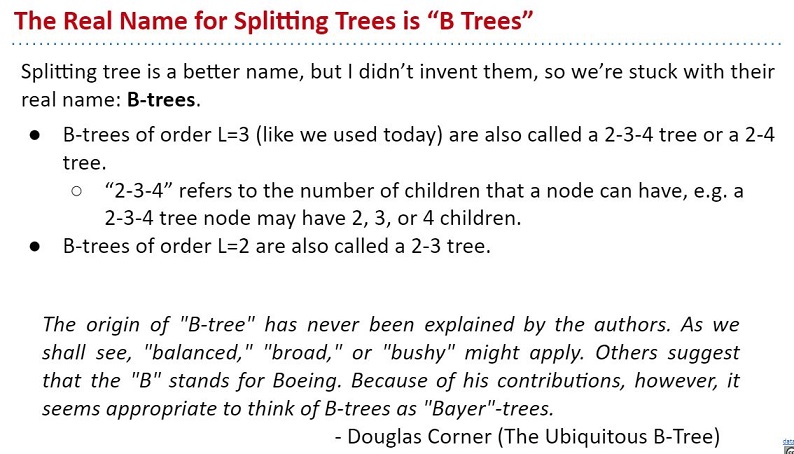 The Real Name for Splitting Trees is “B Trees”
Splitting tree is a better name, but I didn’t invent them, so we’re stuck with their
real name: B-trees.
● B-trees of order L=3 (like we used today) are also called a 2-3-4 tree or a 2-4
tree.
○ “2-3-4” refers to the number of children that a node can have, e.g. a
2-3-4 tree node may have 2, 3, or 4 children.
● B-trees of order L=2 are also called a 2-3 tree.
The origin of "B-tree" has never been explained by the authors. As we
shall see, "balanced," "broad," or "bushy" might apply. Others suggest
that the "B" stands for Boeing. Because of his contributions, however, it
seems appropriate to think of B-trees as "Bayer"-trees.
- Douglas Corner (The Ubiquitous B-Tree)